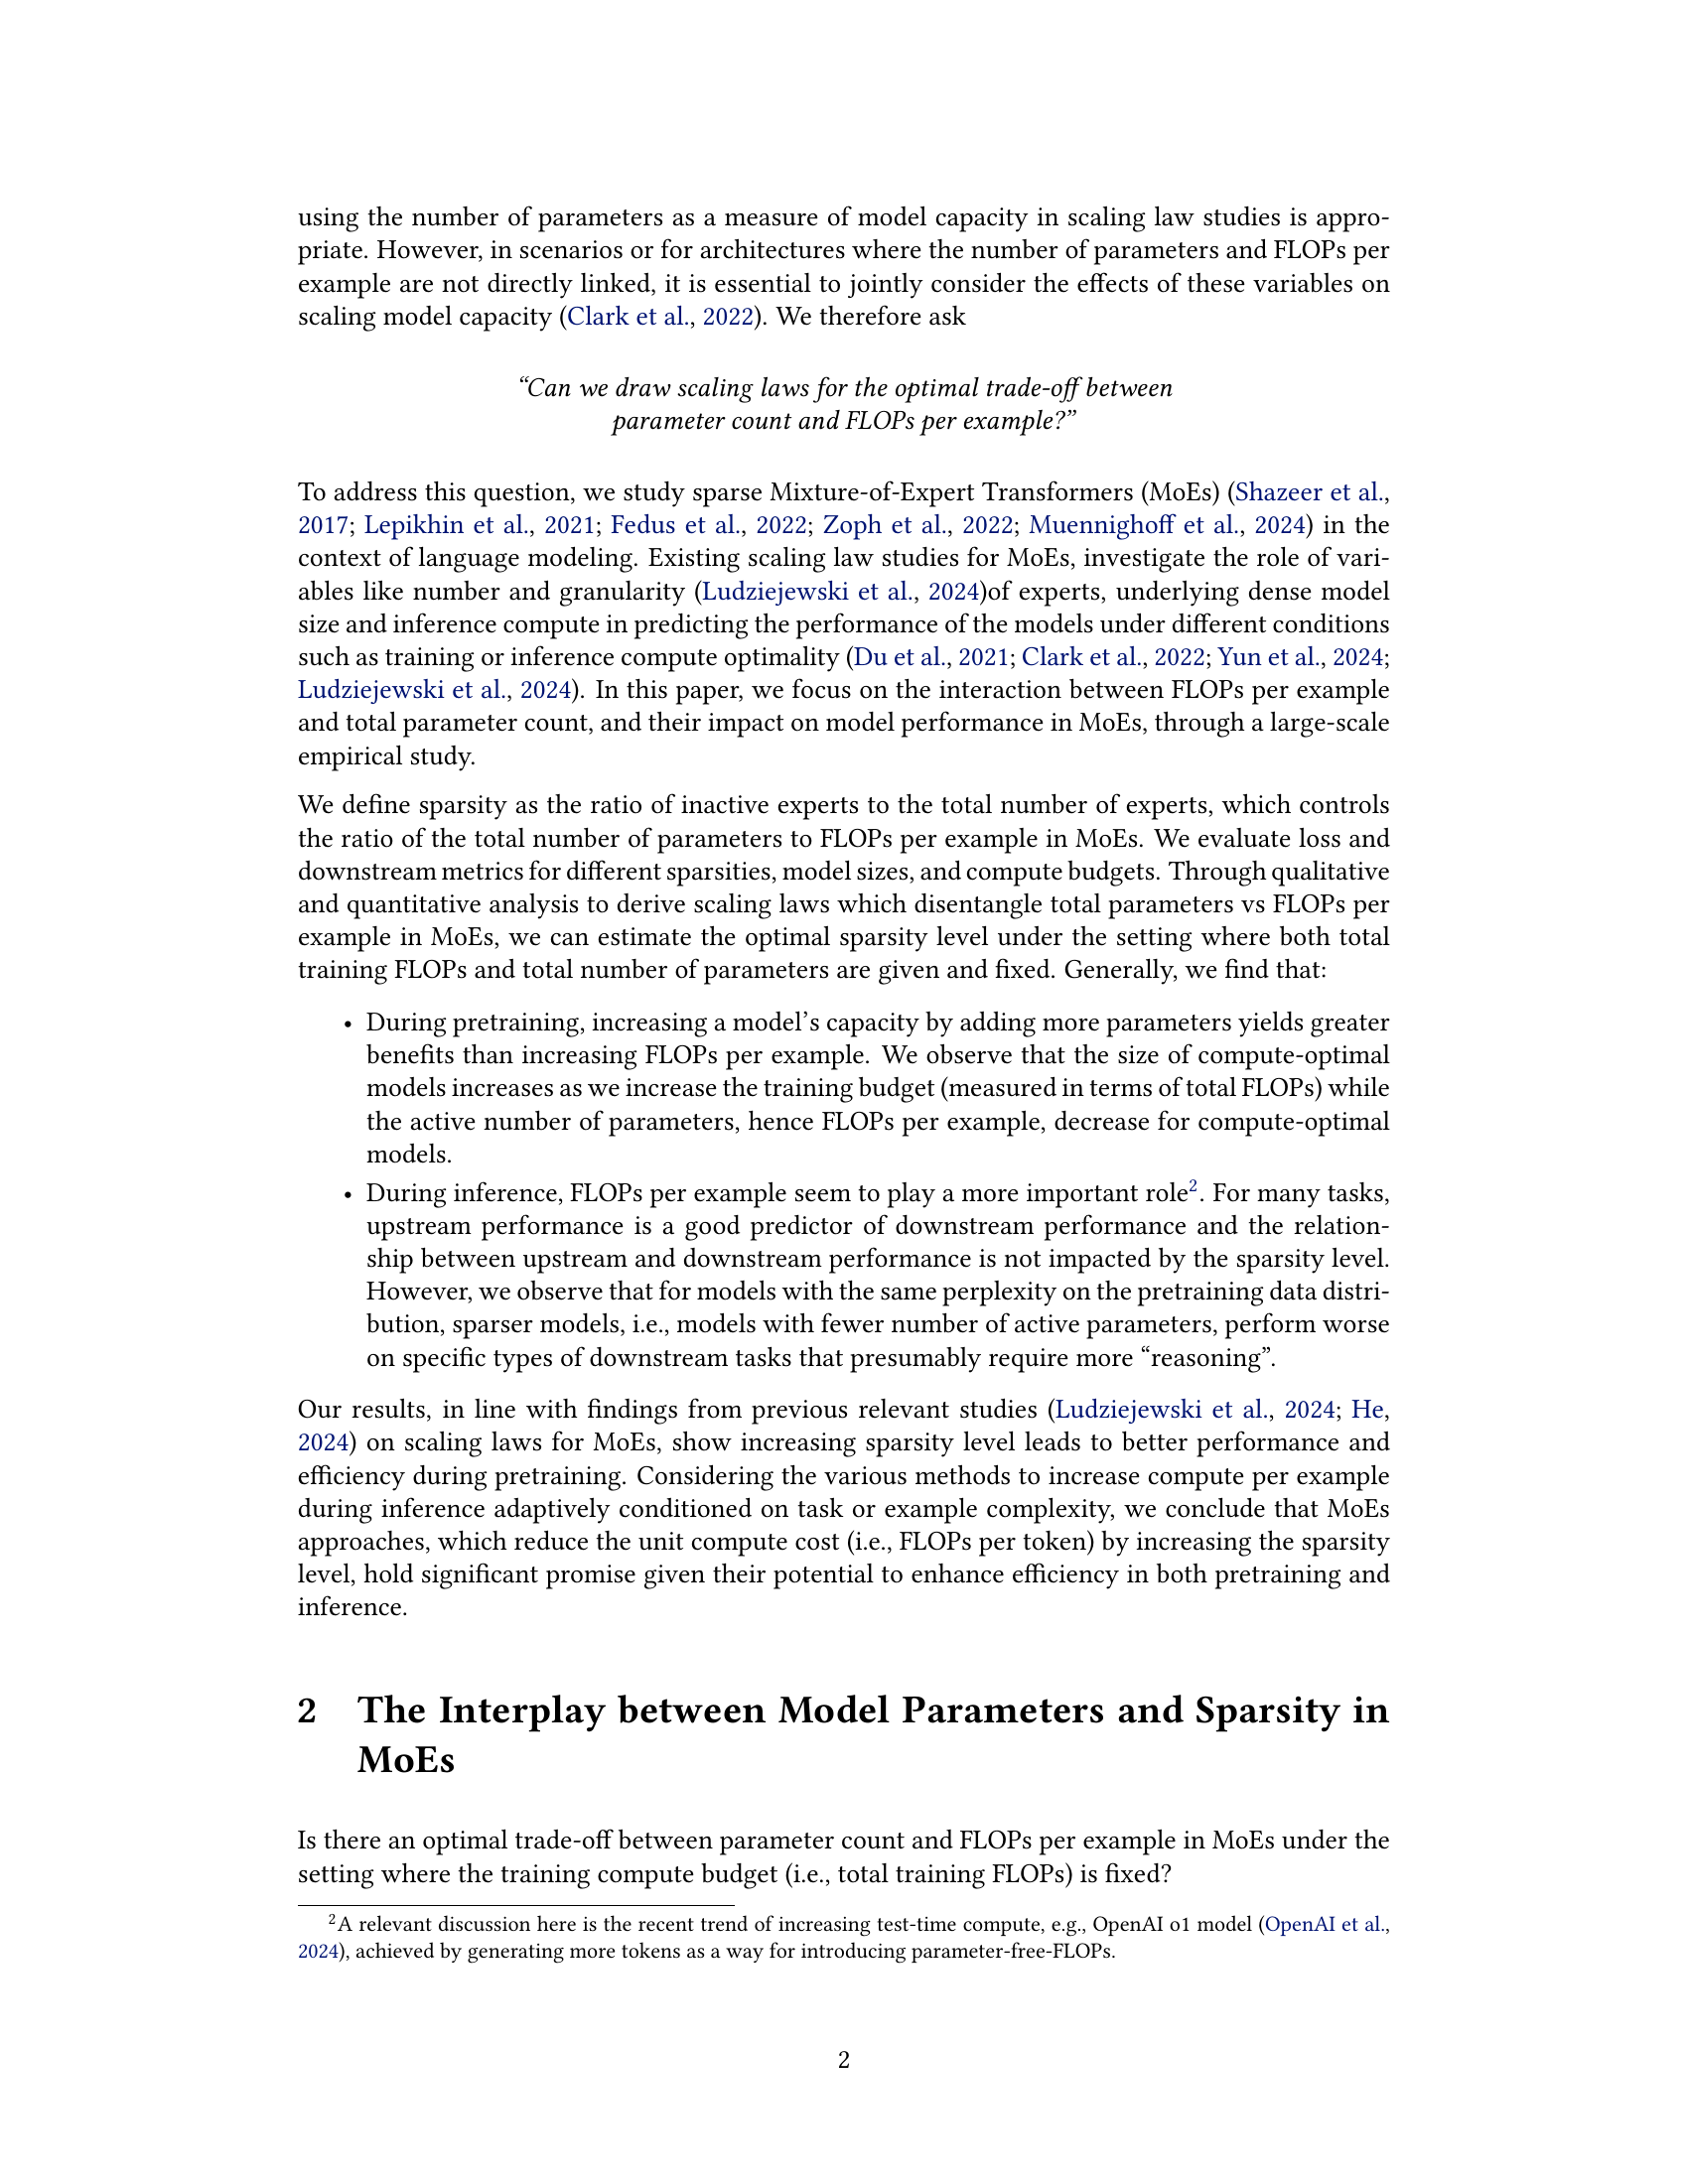 using the number of parameters as a measure of model capacity in scaling law studies is appro-
priate. However, in scenarios or for architectures where the number of parameters and FLOPs per
example are not directly linked, it is essential to jointly consider the effects of these variables on
scaling model capacity (Clark et al., 2022). We therefore ask
“Can we draw scaling laws for the optimal trade-off between
parameter count and FLOPs per example?”
To address this question, we study sparse Mixture-of-Expert Transformers (MoEs) (Shazeer et al.,
2017; Lepikhin et al., 2021; Fedus et al., 2022; Zoph et al., 2022; Muennighoff et al., 2024) in the
context of language modeling. Existing scaling law studies for MoEs, investigate the role of vari-
ables like number and granularity (Ludziejewski et al., 2024)of experts, underlying dense model
size and inference compute in predicting the performance of the models under different conditions
such as training or inference compute optimality (Du et al., 2021; Clark et al., 2022; Yun et al., 2024;
Ludziejewski et al., 2024). In this paper, we focus on the interaction between FLOPs per example
and total parameter count, and their impact on model performance in MoEs, through a large-scale
empirical study.
We define sparsity as the ratio of inactive experts to the total number of experts, which controls
the ratio of the total number of parameters to FLOPs per example in MoEs. We evaluate loss and
downstream metrics for different sparsities, model sizes, and compute budgets. Through qualitative
and quantitative analysis to derive scaling laws which disentangle total parameters vs FLOPs per
example in MoEs, we can estimate the optimal sparsity level under the setting where both total
training FLOPs and total number of parameters are given and fixed. Generally, we find that:
• During pretraining, increasing a model’s capacity by adding more parameters yields greater
benefits than increasing FLOPs per example. We observe that the size of compute-optimal
models increases as we increase the training budget (measured in terms of total FLOPs) while
the active number of parameters, hence FLOPs per example, decrease for compute-optimal
models.
• During inference, FLOPs per example seem to play a more important role2. For many tasks,
upstream performance is a good predictor of downstream performance and the relation-
ship between upstream and downstream performance is not impacted by the sparsity level.
However, we observe that for models with the same perplexity on the pretraining data distri-
bution, sparser models, i.e., models with fewer number of active parameters, perform worse
on specific types of downstream tasks that presumably require more “reasoning”.
Our results, in line with findings from previous relevant studies (Ludziejewski et al., 2024; He,
2024) on scaling laws for MoEs, show increasing sparsity level leads to better performance and
efficiency during pretraining. Considering the various methods to increase compute per example
during inference adaptively conditioned on task or example complexity, we conclude that MoEs
approaches, which reduce the unit compute cost (i.e., FLOPs per token) by increasing the sparsity
level, hold significant promise given their potential to enhance efficiency in both pretraining and
inference.
2 The Interplay between Model Parameters and Sparsity in
MoEs
Is there an optimal trade-off between parameter count and FLOPs per example in MoEs under the
setting where the training compute budget (i.e., total training FLOPs) is fixed?
2A relevant discussion here is the recent trend of increasing test-time compute, e.g., OpenAI o1 model (OpenAI et al.,
2024), achieved by generating more tokens as a way for introducing parameter-free-FLOPs.
2